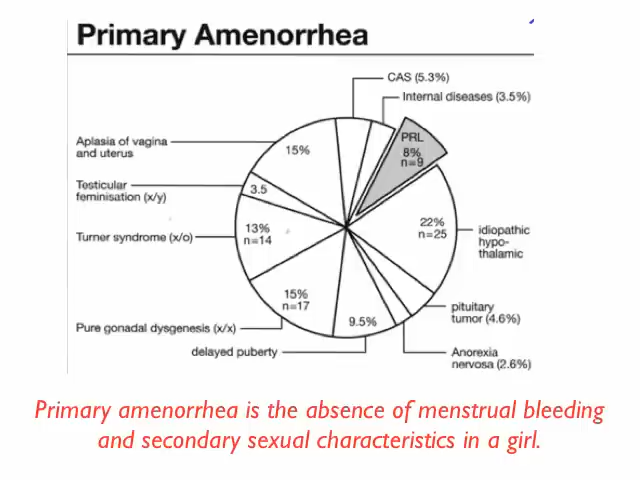 Primary Amenorrhea
CAS (5.3%)
Internal diseases (3.5%)
PRL
8%
n=9
22%
n=25
idiopathic
hypo-
thalamic
pituitary
tumor (4.6%)
Anorexia
nervosa (2.6%)
9.5%
delayed puberty
15%
n=17
Pure gonadal dysgenesis (x/x)
13%
n=14
Turner syndrome (x/o)
3.5
Testicular
feminisation (x/y)
15%
Aplasia of vagina
and uterus
Primary amenorrhea is the absence of menstrual bleeding
and secondary sexual characteristics in a girl.